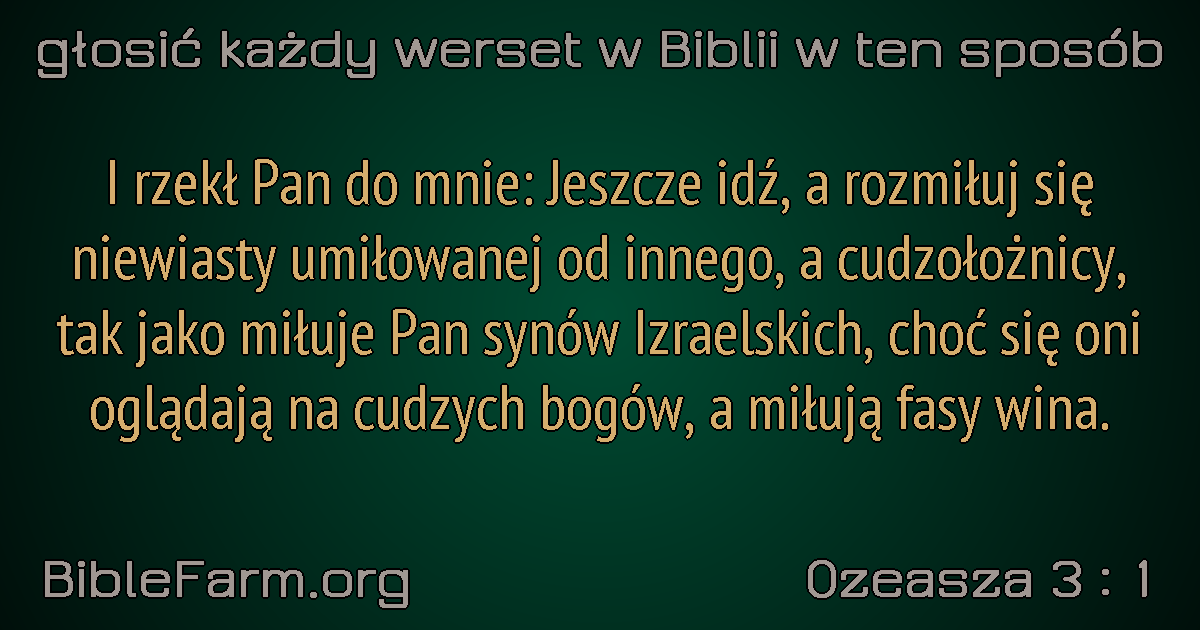 głosić każdy werset w Biblii w ten sposób
I rzekł Pan do mnie: Jeszcze idź, a rozmiłuj się
niewiasty umiłowanej od innego, a cudzołożnicy,
tak jako miłuje Pan synów Izraelskich, choć się oni
oglądają na cudzych bogów, a miłują fasy wina.
BibleFarm.org
Ozeasza 3 : 1